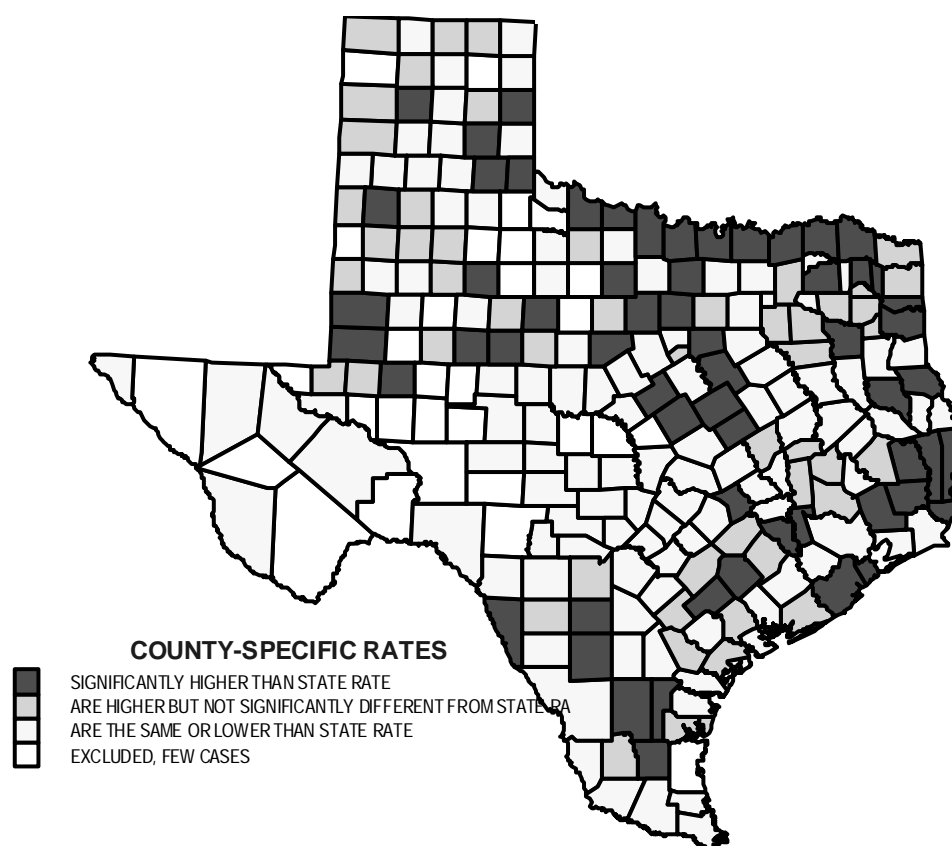 COUNTY-SPECIFIC RATES
SIGNIFICANTLY HIGHER THAN STATE RATE
ARE HIGHER BUT NOT SIGNIFICANTLY DIFFERENT FROM STATE RA
ARE THE SAME OR LOWER THAN STATE RATE
EXCLUDED, FEW CASES